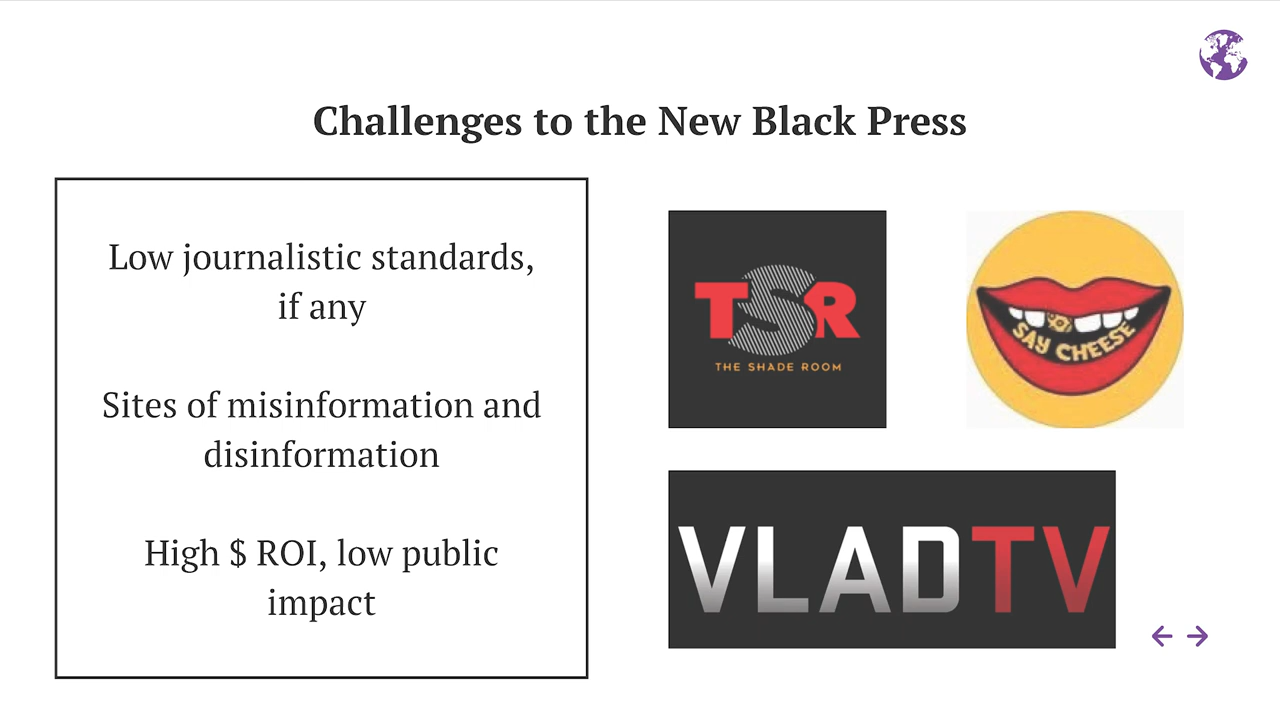 Challenges to the New Black Press
Low journalistic standards,
if any
Sites of misinformation and
disinformation
High $ ROI, low public
impact
TSR
THE SHADE ROOM
SAY CHEESE
VLADTV